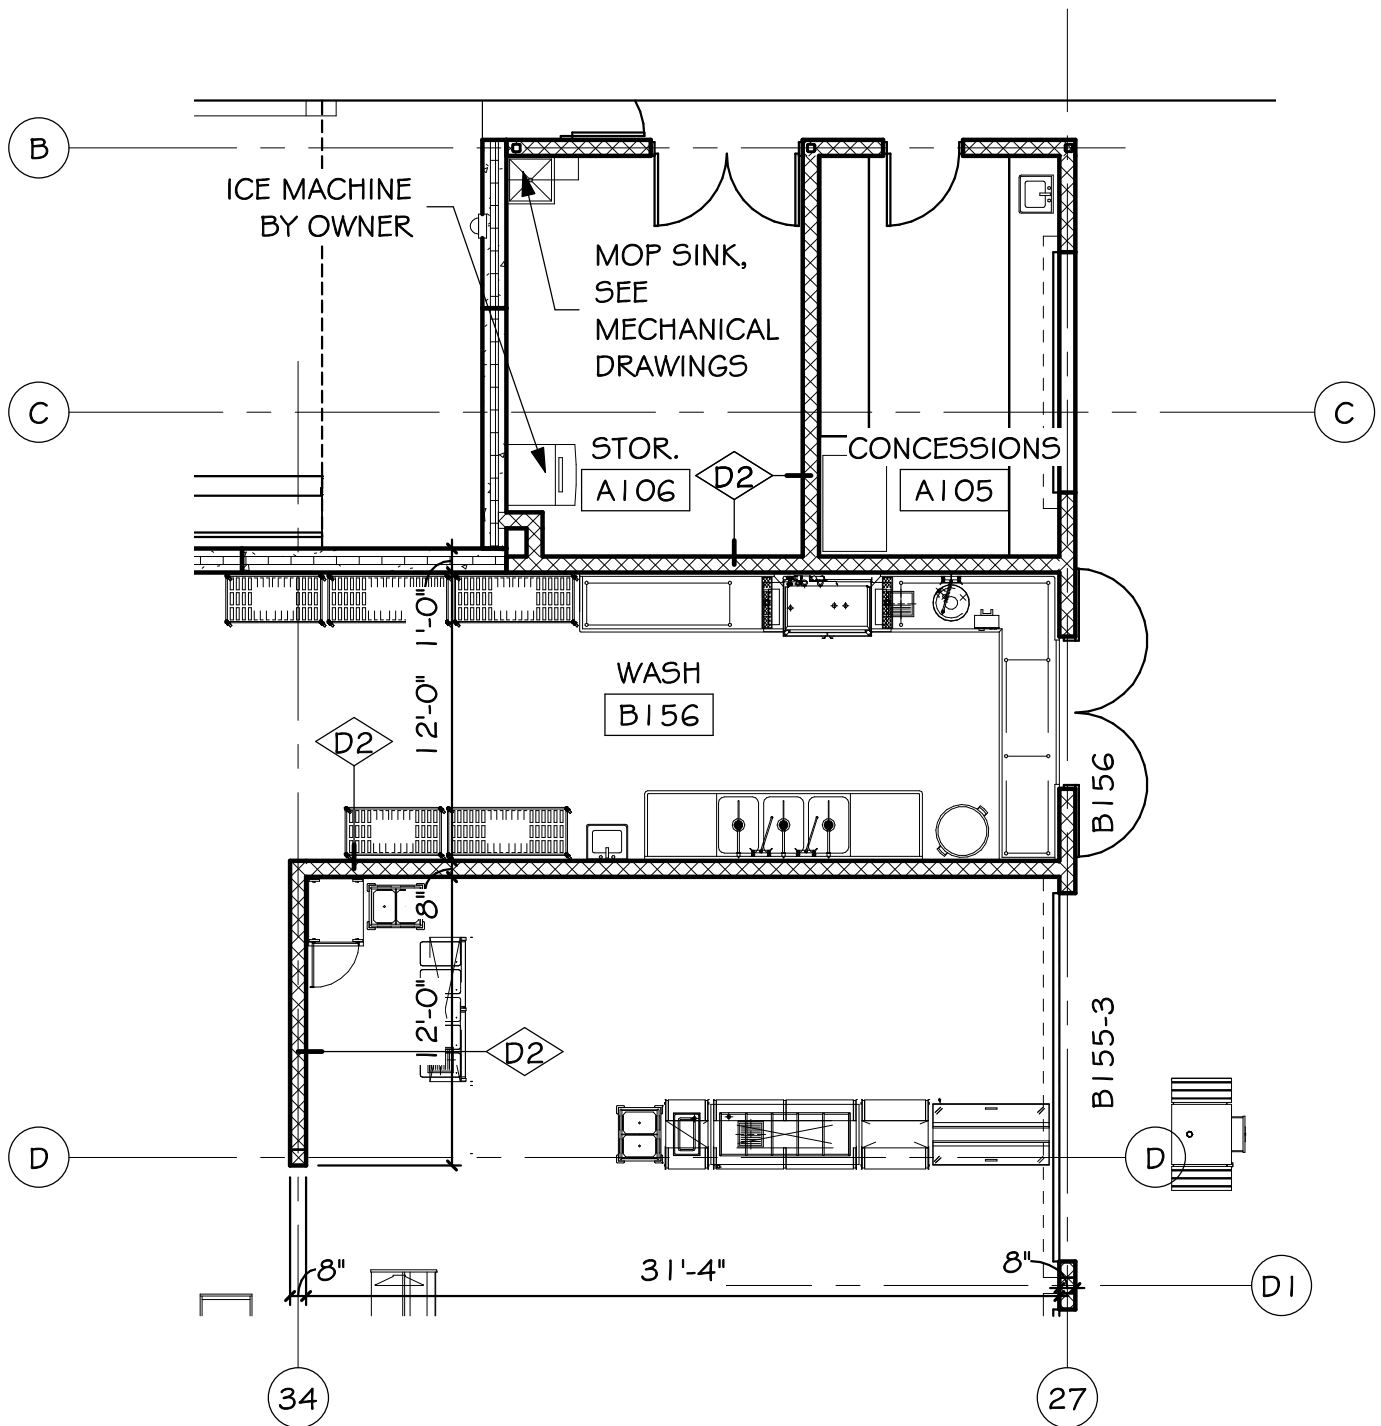 B
ICE MACHINE
BY OWNER
MOP SINK,
SEE
MECHANICAL
DRAWINGS
C
C
STOR.
A106
D2
CONCESSIONS
A105
1'-0"
WASH
B156
12'-0"
D2
B156
8"
12'-0"
D2
B155-3
D
D
8"
31'-4"
8"
D1
34
27